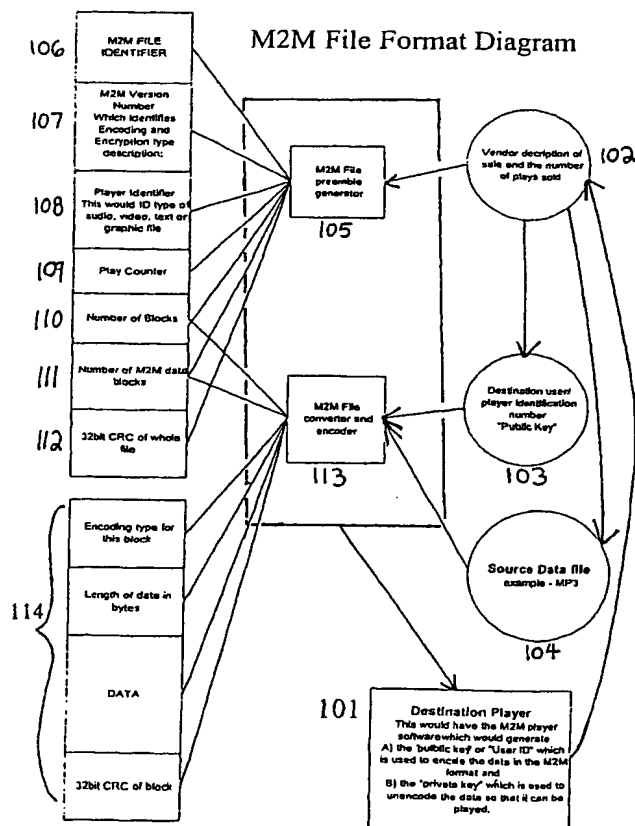 M2M File Format Diagram
106
M2M FILE
IDENTIFIER
107
M2M Version
Number
Which Identifies
Encoding and
Encryption type
description:
108
Player Identifier
This would ID type of
audio, video, text or
graphic file
109
Play Counter
110
Number of Blocks
111
Number of M2M data
blocks
112
32bit CRC of whole
file
114
Encoding type for
this block
Length of data in
bytes
DATA
32bit CRC of block
M2M File
preamble
generator
105
M2M File
converter and
encoder
113
Vendor decription of
sale end the number
of plays sold
102
Destination user/
player identification
number
"Public Key"
103
Source Data file
example - MP3
104
101
Destination Player
This would have the M2M player
softwarewhich would generate
A) the 'bulblic key' or "User ID" which
is used to encode the data in the M2M
format and
B) the "private key" which is used to
unencode the data so that it can be
played.